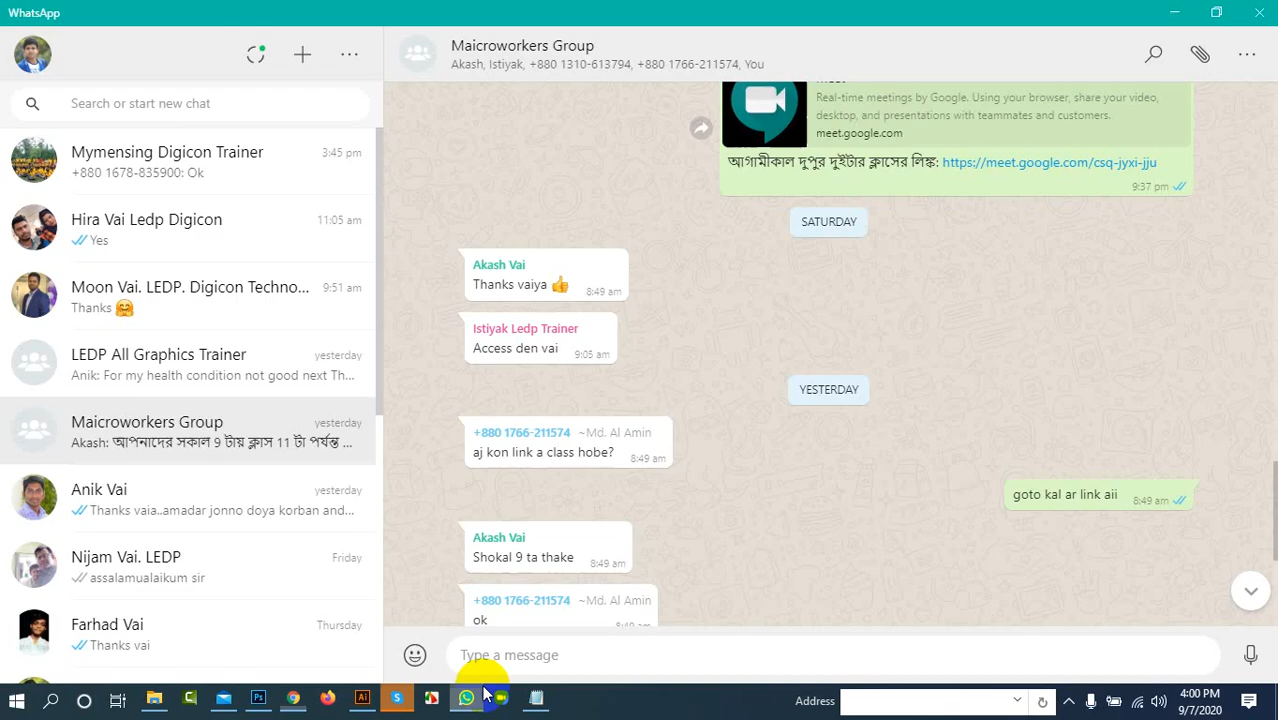 WhatsApp
Search or start new chat
Mymensing Digicon Trainer
3:45 pm
+880 1678-835900: Ok
Hira Vai Ledp Digicon
11:05 am
Yes
Moon Vai. LEDP. Digicon Techno...
9:51 am
Thanks 🤗
LEDP All Graphics Trainer
yesterday
Anik: For my health condition not good next Th...
Maicroworkers Group
yesterday
Akash: আপনাদের সকাল 9 টায় ক্লাস 11 টা পর্যন্ত ...
Anik Vai
yesterday
Thanks vaiya..amadar jonno doya korban and...
Nijam Vai. LEDP
Friday
assalamualaikum sir
Farhad Vai
Thursday
Thanks vai
Maicroworkers Group
Akash, Istiyak, +880 1310-613794, +880 1766-211574, You
Real-time meetings by Google. Using your browser, share your video,
desktop, and presentations with teammates and customers.
meet.google.com
আগামীকাল দুপুর দুইটার ক্লাসের লিঙ্ক: https://meet.google.com/csq-jyxi-jju
9:37 pm
SATURDAY
Akash Vai
Thanks vaiya 👍
8:49 am
Istiyak Ledp Trainer
Access den vai
9:05 am
YESTERDAY
+880 1766-211574 ~Md. Al Amin
aj kon link a class hobe?
8:49 am
goto kal ar link aii
8:49 am
Akash Vai
Shokal 9 ta thake
8:49 am
+880 1766-211574 ~Md. Al Amin
ok
8:49 am
Type a message
Address
4:00 PM
9/7/2020